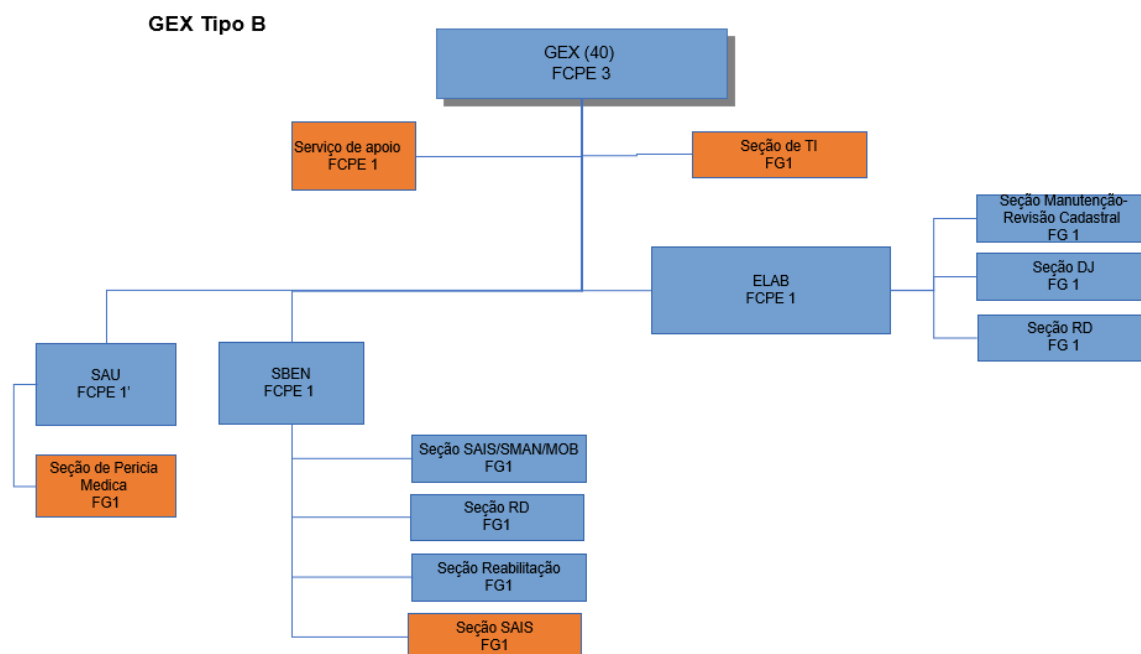 GEX Tipo B
GEX (40)
FCPE 3
Serviço de apoio
FCPE 1
Seção de TI
FG1
Seção Manutenção-
Revisão Cadastral
FG 1
ELAB
FCPE 1
Seção DJ
FG 1
Seção RD
FG 1
SAU
FCPE 1’
SBEN
FCPE 1
Seção de Pericia
Medica
FG1
Seção SAIS/SMAN/MOB
FG1
Seção RD
FG1
Seção Reabilitação
FG1
Seção SAIS
FG1